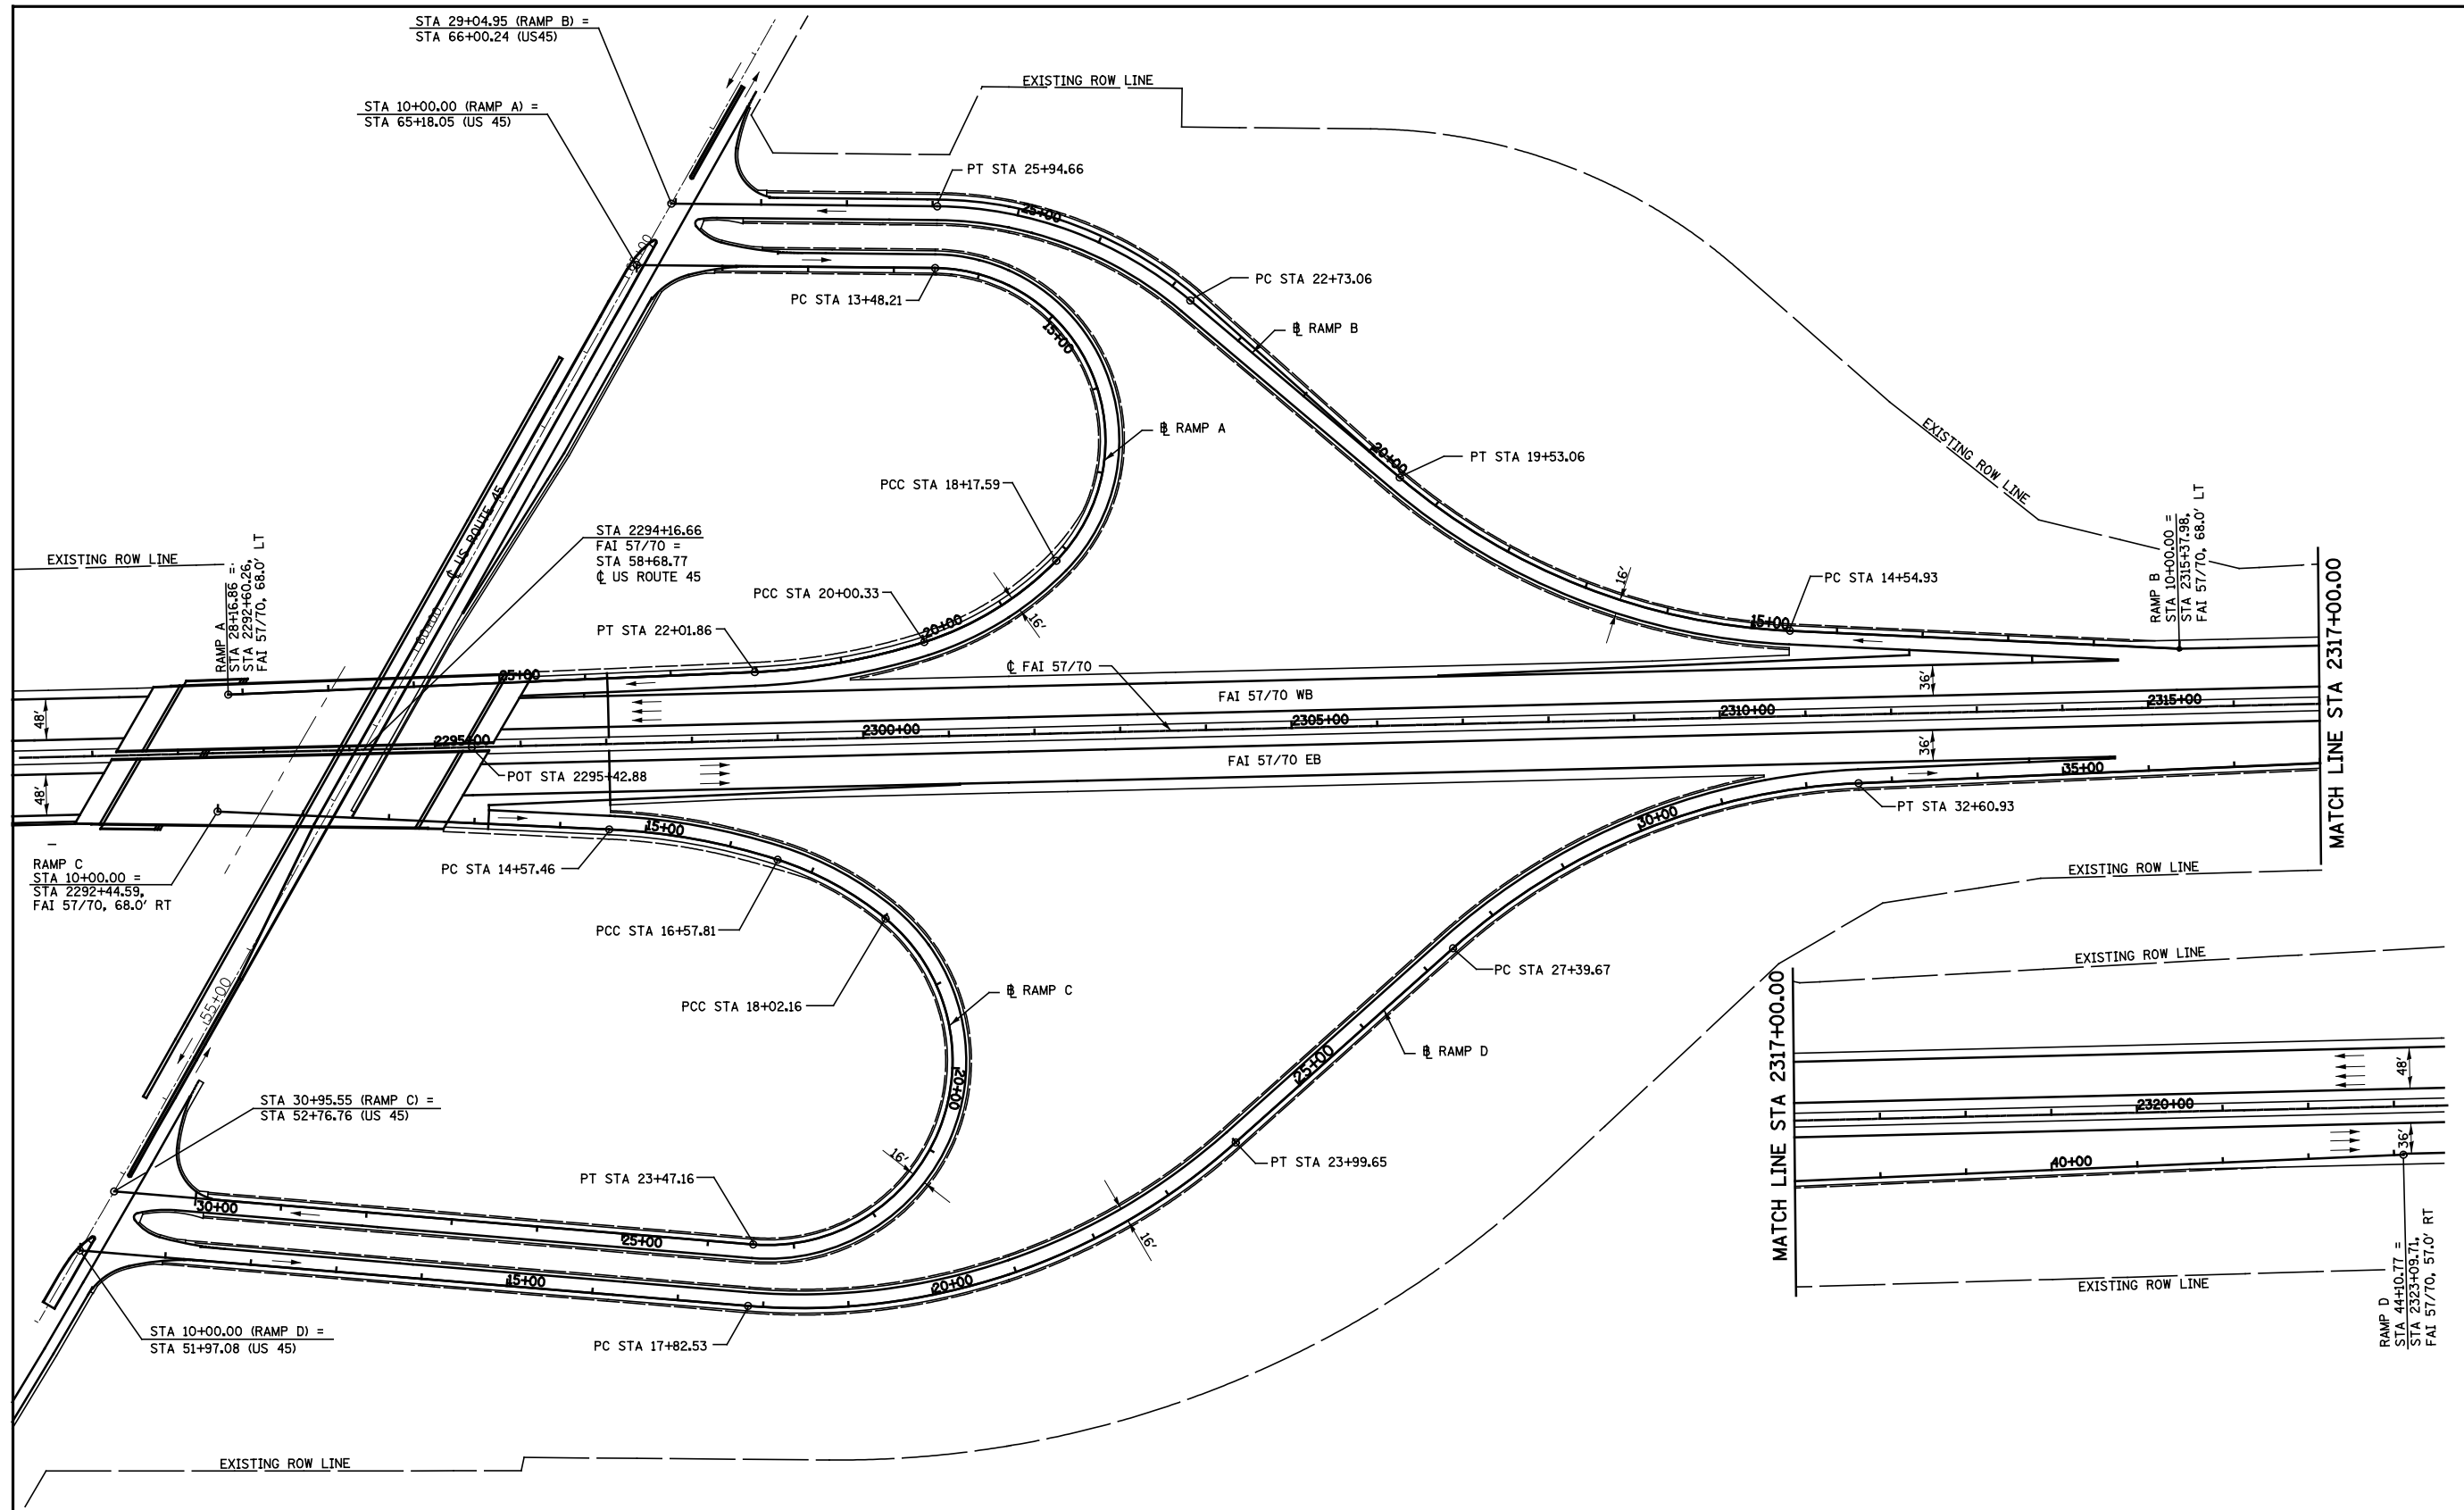 STA 29+04.95 (RAMP B) =
STA 66+00.24 (US45)
STA 10+00.00 (RAMP A) =
STA 65+18.05 (US 45)
EXISTING ROW LINE
PT STA 25+94.66
25+00
PC STA 22+73.06
PC STA 13+48.21
15+00
℄ RAMP B
℄ RAMP A
20+00
PT STA 19+53.06
PCC STA 18+17.59
EXISTING ROW LINE
℄ US ROUTE 45
STA 2294+16.66
FAI 57/70 =
STA 58+68.77
℄ US ROUTE 45
EXISTING ROW LINE
RAMP A
STA 28+16.86 =
STA 2292+60.26,
FAI 57/70, 68.0' LT
60+00
PCC STA 20+00.33
PT STA 22+01.86
20+00
16'
16'
PC STA 14+54.93
15+00
RAMP B
STA 10+00.00 =
STA 2315+37.98,
FAI 57/70, 68.0' LT
MATCH LINE STA 2317+00.00
25+00
℄ FAI 57/70
FAI 57/70 WB
36'
48'
2295+00
2300+00
2305+00
2310+00
2315+00
FAI 57/70 EB
36'
48'
POT STA 2295+42.88
35+00
PT STA 32+60.93
30+00
15+00
PC STA 14+57.46
RAMP C
STA 10+00.00 =
STA 2292+44.59,
FAI 57/70, 68.0' RT
PCC STA 16+57.81
PCC STA 18+02.16
℄ RAMP C
PC STA 27+39.67
℄ RAMP D
25+00
EXISTING ROW LINE
55+00
20+00
STA 30+95.55 (RAMP C) =
STA 52+76.76 (US 45)
PT STA 23+47.16
16'
PT STA 23+99.65
16'
30+00
25+00
15+00
20+00
STA 10+00.00 (RAMP D) =
STA 51+97.08 (US 45)
PC STA 17+82.53
EXISTING ROW LINE
MATCH LINE STA 2317+00.00
EXISTING ROW LINE
48'
2320+00
36'
40+00
EXISTING ROW LINE
RAMP D
STA 44+10.77 =
STA 2323+09.71,
FAI 57/70, 57.0' RT